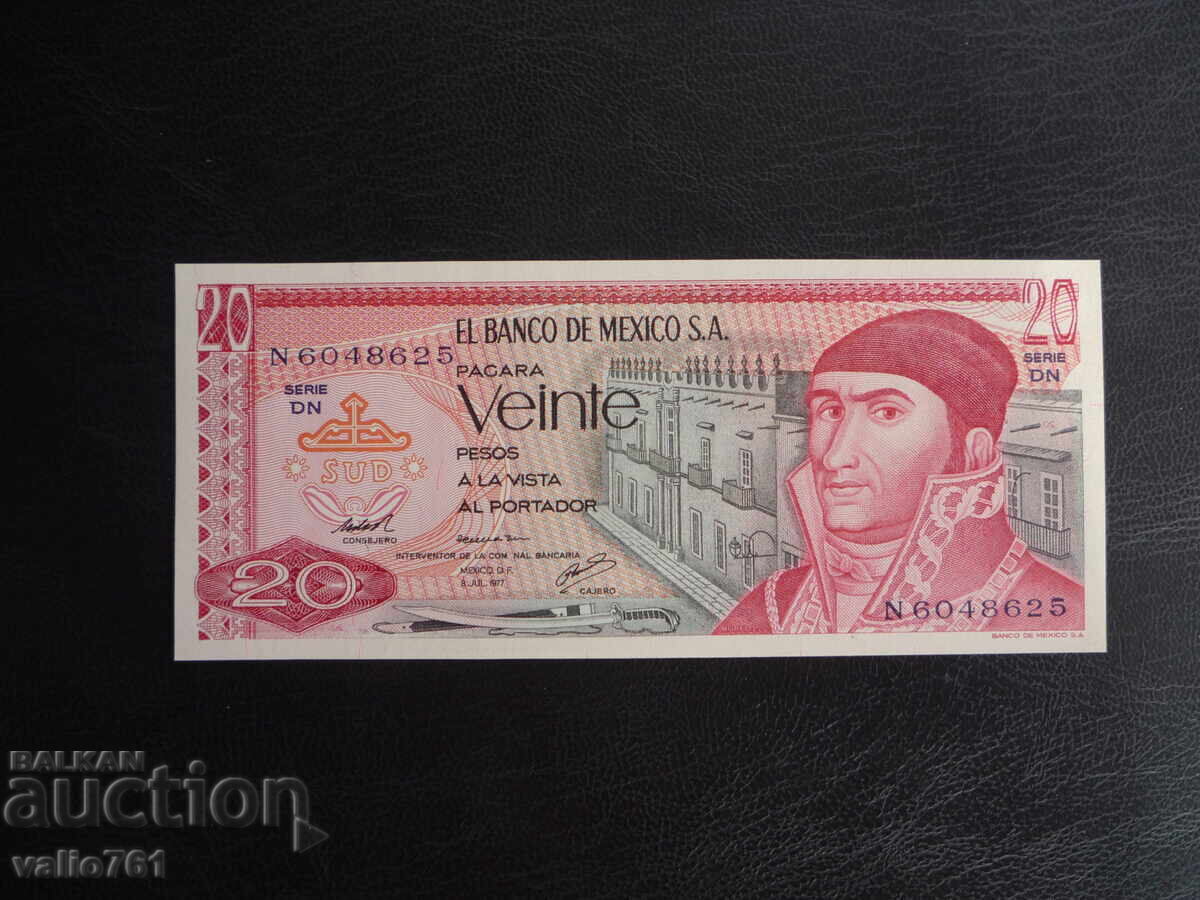 20
20
EL BANCO DE MEXICO S.A.
N6048625
SERIE
DN
SERIE
DN
PAGARA
Veinte
PESOS
A LA VISTA
AL PORTADOR
SUD
CONSEJERO
INTERVENTOR DE LA COM. NAL. BANCARIA
MEXICO, D.F.
8 JUL. 1977
CAJERO
20
N6048625
BANCO DE MEXICO S.A.
BALKAN
auction
valio761